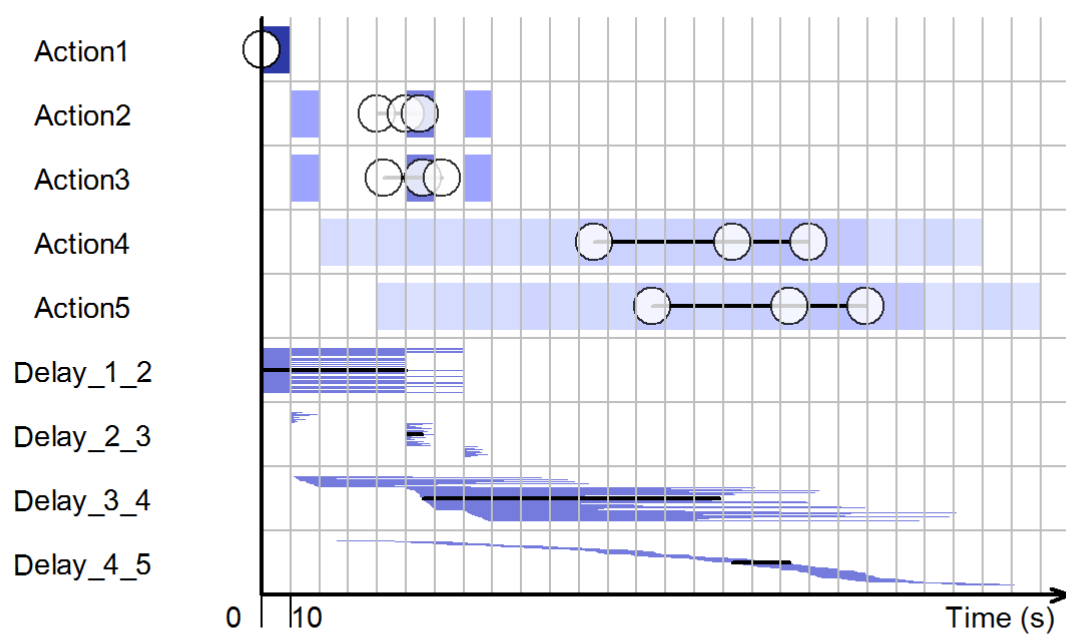 Action1
Action2
Action3
Action4
Action5
Delay_1_2
Delay_2_3
Delay_3_4
Delay_4_5
0 10 Time (s)